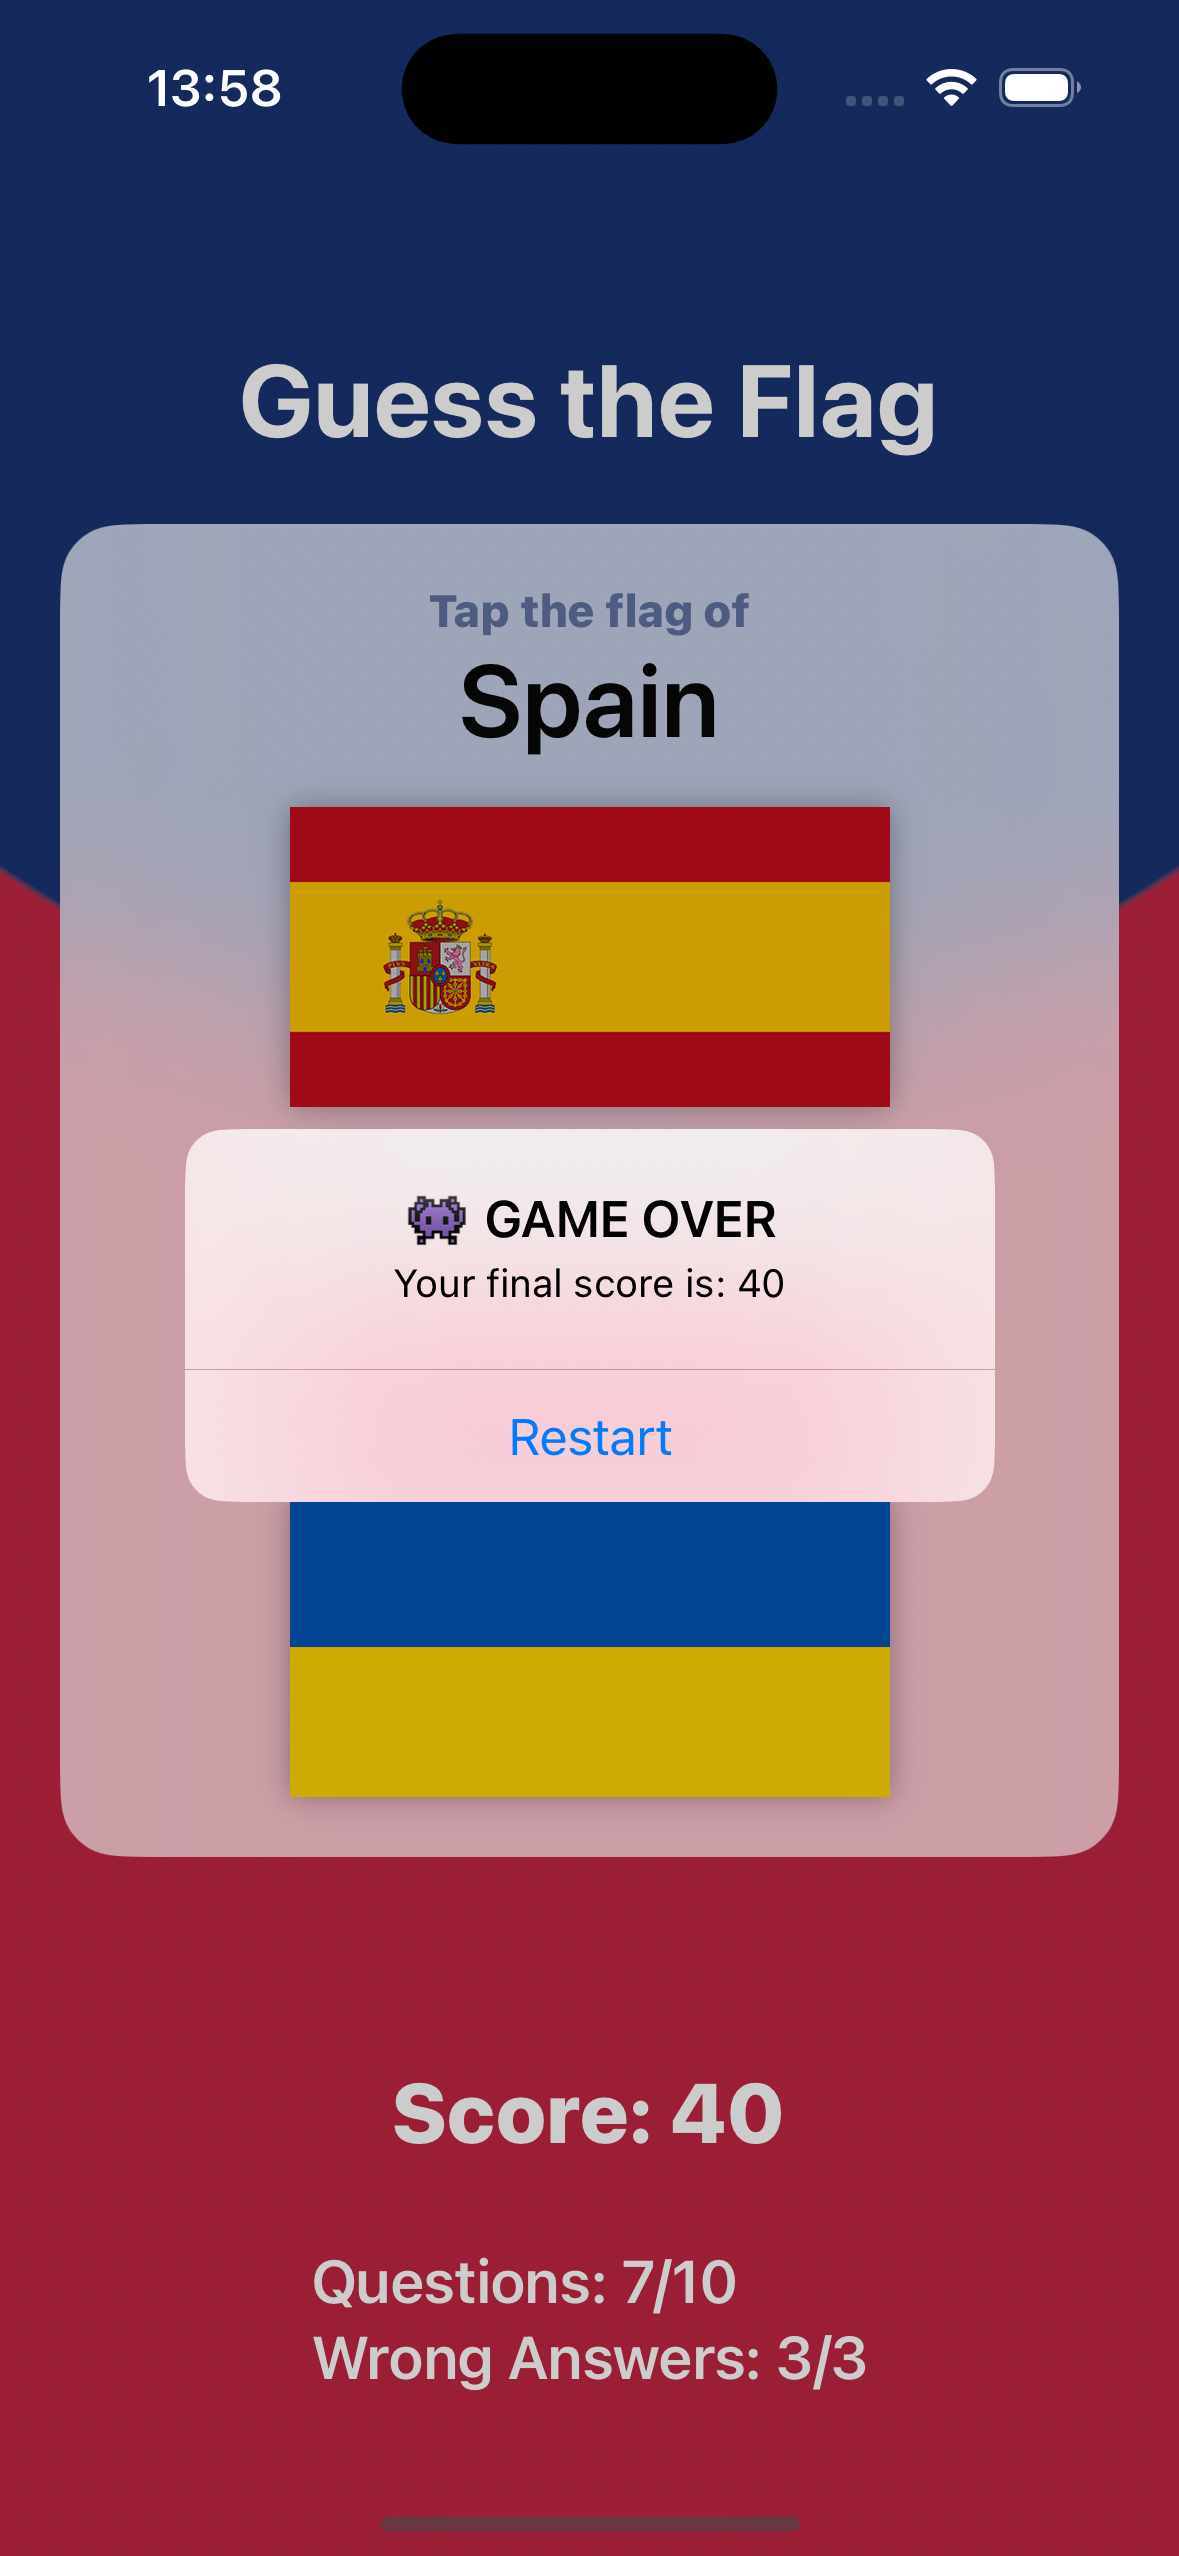 13:58
Guess the Flag
Tap the flag of
Spain
👾 GAME OVER
Your final score is: 40
Restart
Score: 40
Questions: 7/10
Wrong Answers: 3/3